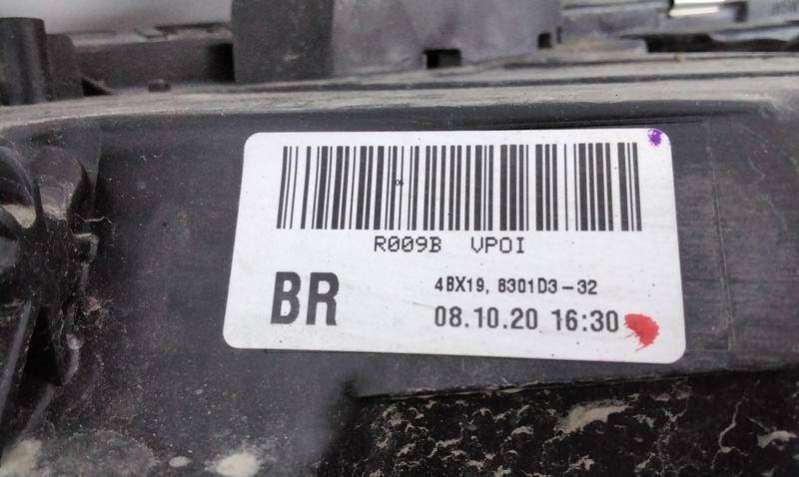 R009B VPOI
BR
4BX19, 8301D3-32
08.10.20 16:30